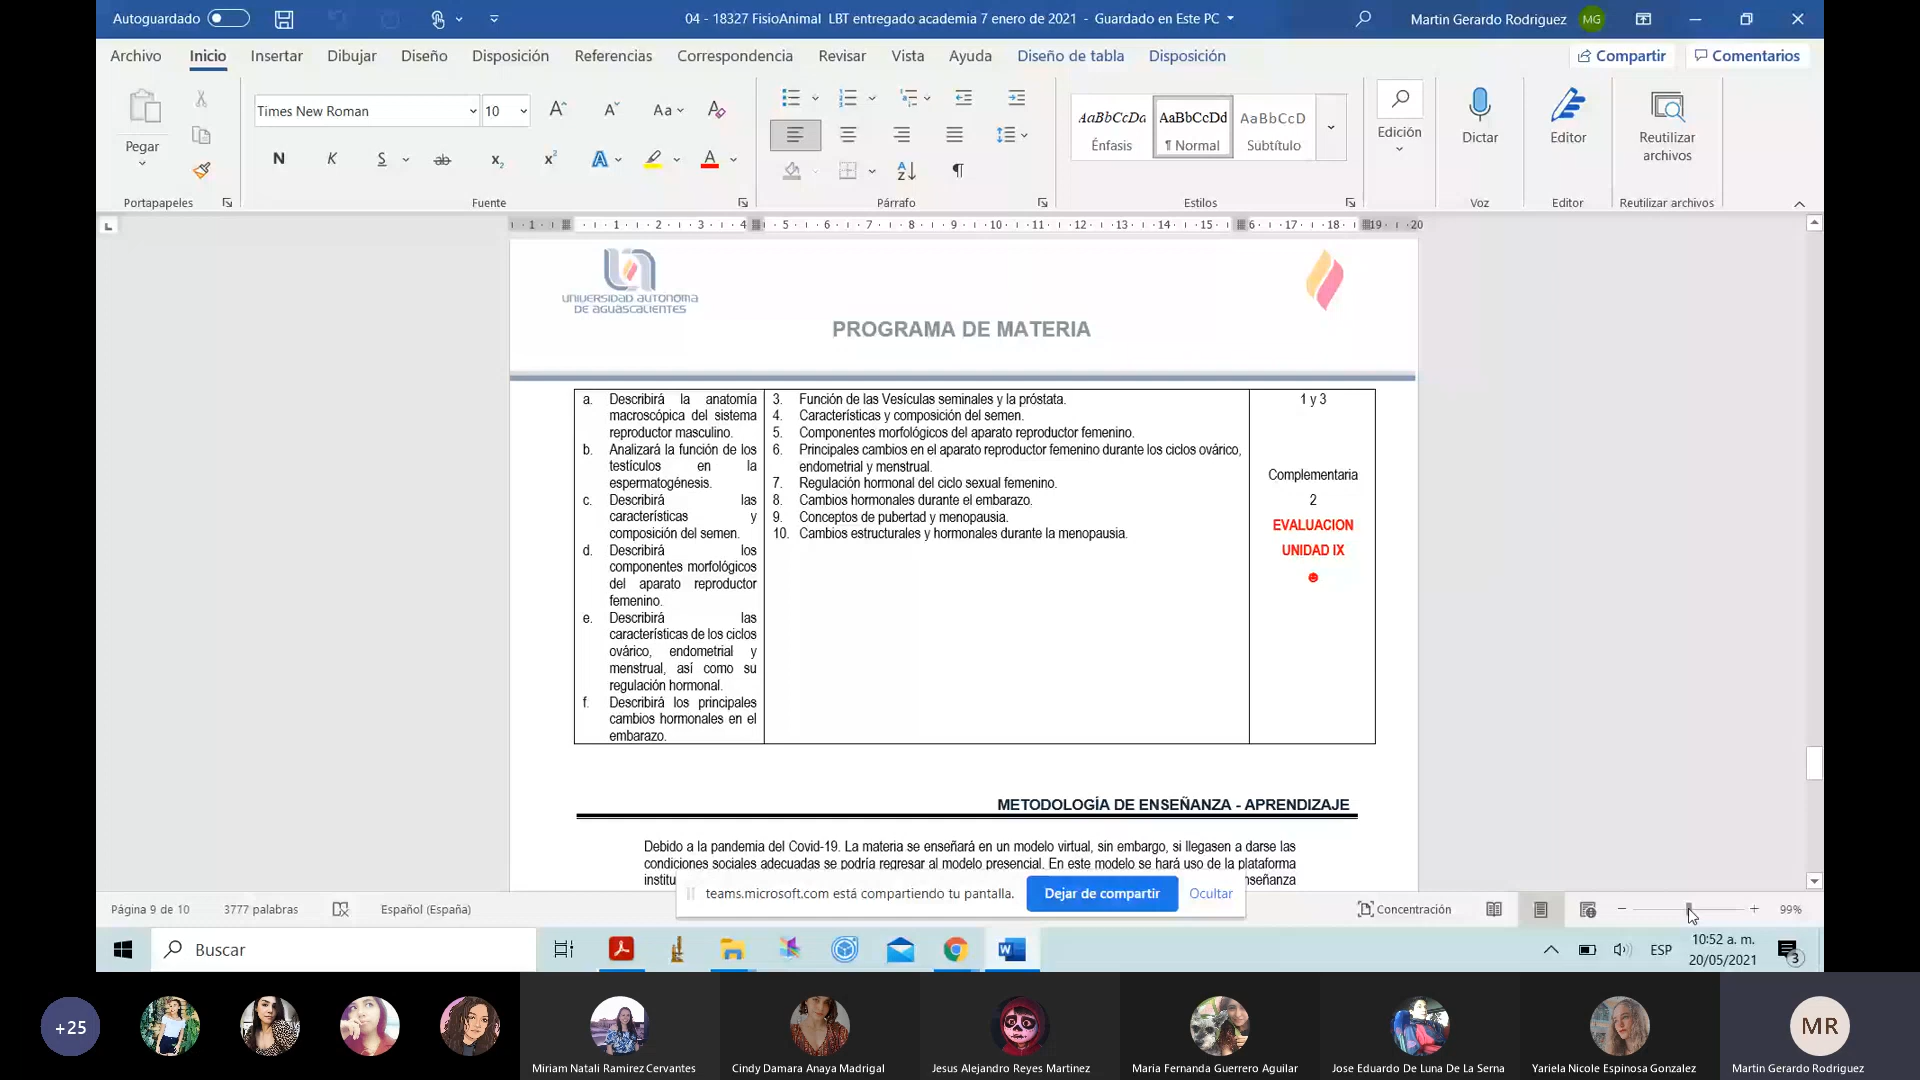 Autoguardado
04 - 18327 FisioAnimal LBT entregado academia 7 enero de 2021 - Guardado en Este PC
Martin Gerardo Rodriguez
MG
Archivo
Inicio
Insertar
Dibujar
Diseño
Disposición
Referencias
Correspondencia
Revisar
Vista
Ayuda
Diseño de tabla
Disposición
Compartir
Comentarios
Pegar
Portapapeles
Times New Roman
10
Aa
N K S ab x₂ x² A A
Fuente
Párrafo
AaBbCcDa
Énfasis
AaBbCcDd
¶ Normal
AaBbCcD
Subtítulo
Estilos
Edición
Dictar
Voz
Editor
Editor
Reutilizar
archivos
Reutilizar archivos
UNIVERSIDAD AUTONOMA
DE AGUASCALIENTES
PROGRAMA DE MATERIA
a. Describirá la anatomía
macroscópica del sistema
reproductor masculino.
b. Analizará la función de los
testículos en la
espermatogénesis.
c. Describirá las
características y
composición del semen.
d. Describirá los
componentes morfológicos
del aparato reproductor
femenino.
e. Describirá las
características de los ciclos
ovárico, endometrial y
menstrual, así como su
regulación hormonal.
f. Describirá los principales
cambios hormonales en el
embarazo.
3. Función de las Vesículas seminales y la próstata.
4. Características y composición del semen.
5. Componentes morfológicos del aparato reproductor femenino.
6. Principales cambios en el aparato reproductor femenino durante los ciclos ovárico,
endometrial y menstrual.
7. Regulación hormonal del ciclo sexual femenino.
8. Cambios hormonales durante el embarazo.
9. Conceptos de pubertad y menopausia.
10. Cambios estructurales y hormonales durante la menopausia.
1 y 3
Complementaria
2
EVALUACION
UNIDAD IX
METODOLOGÍA DE ENSEÑANZA - APRENDIZAJE
Debido a la pandemia del Covid-19. La materia se enseñará en un modelo virtual, sin embargo, si llegasen a darse las
condiciones sociales adecuadas se podría regresar al modelo presencial. En este modelo se hará uso de la plataforma
institu
señanza
teams.microsoft.com está compartiendo tu pantalla.
Dejar de compartir
Ocultar
Página 9 de 10
3777 palabras
Español (España)
Concentración
99%
Buscar
ESP
10:52 a. m.
20/05/2021
3
+25
Miriam Natali Ramirez Cervantes
Cindy Damara Anaya Madrigal
Jesus Alejandro Reyes Martinez
Maria Fernanda Guerrero Aguilar
Jose Eduardo De Luna De La Serna
Yariela Nicole Espinosa Gonzalez
MR
Martin Gerardo Rodriguez